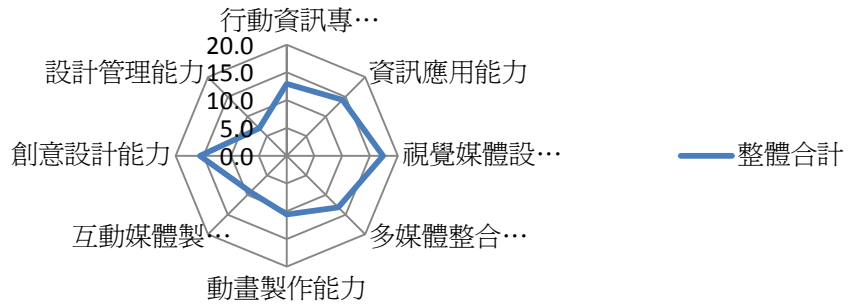 行動資訊專…
20.0
15.0
10.0
5.0
0.0
資訊應用能力
視覺媒體設…
多媒體整合…
動畫製作能力
互動媒體製…
創意設計能力
設計管理能力
整體合計